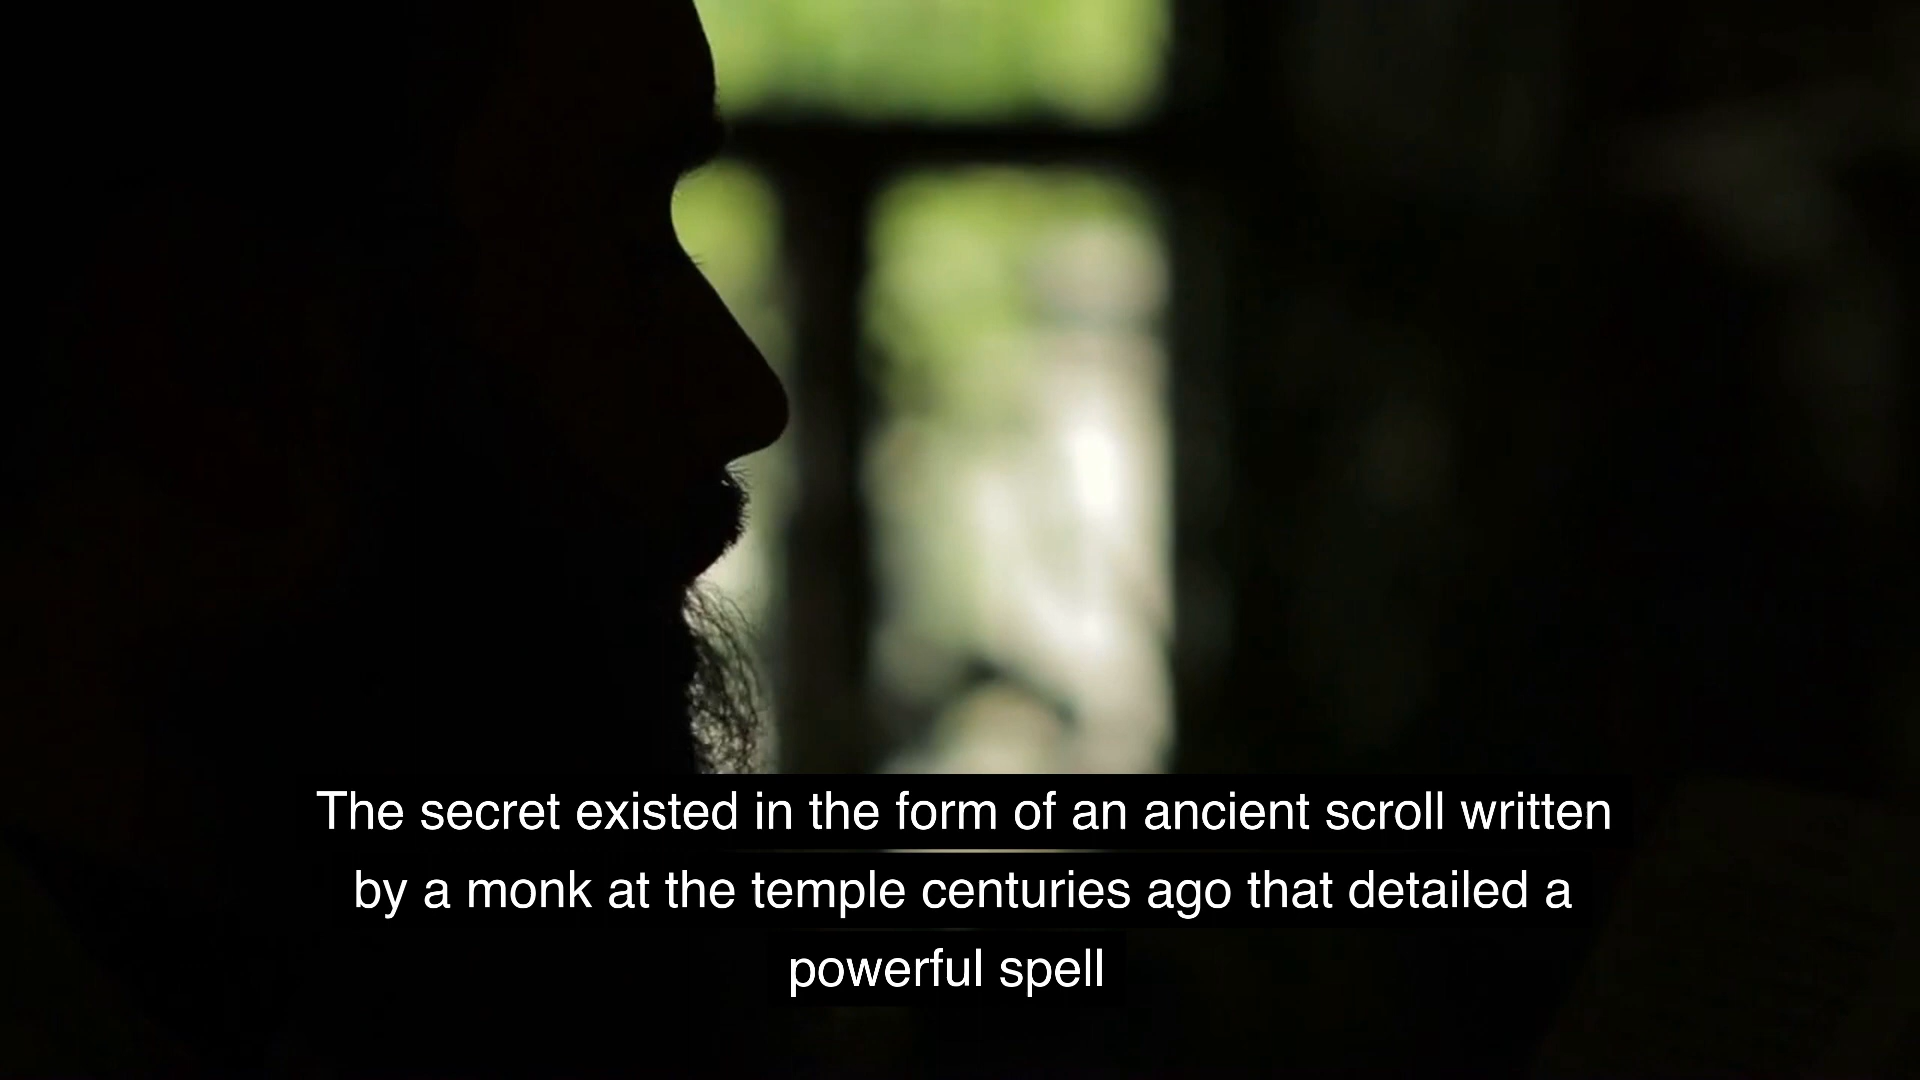 The secret existed in the form of an ancient scroll written
by a monk at the temple centuries ago that detailed a
powerful spell